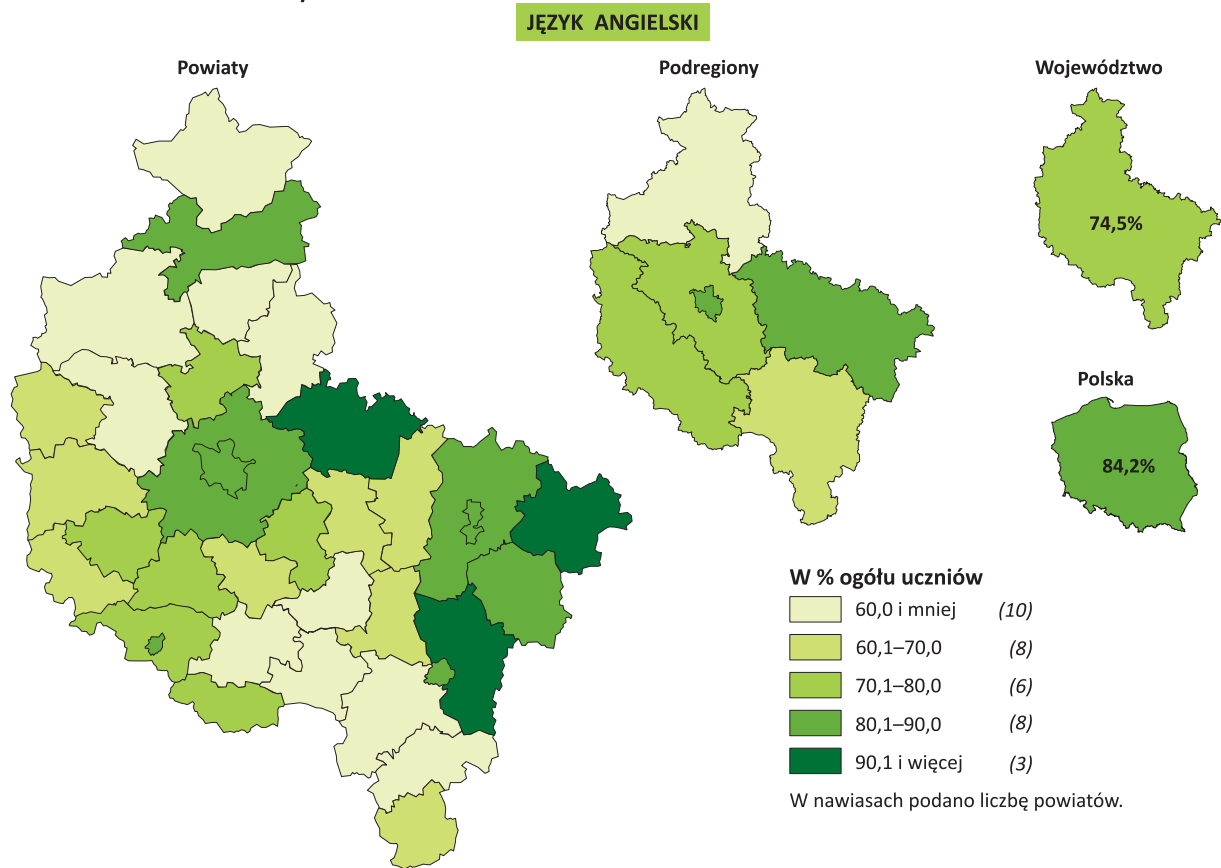 JĘZYK ANGIELSKI
Powiaty
Podregiony
Województwo
74,5%
Polska
84,2%
W % ogółu uczniów
60,0 i mniej (10)
60,1–70,0 (8)
70,1–80,0 (6)
80,1–90,0 (8)
90,1 i więcej (3)
W nawiasach podano liczbę powiatów.